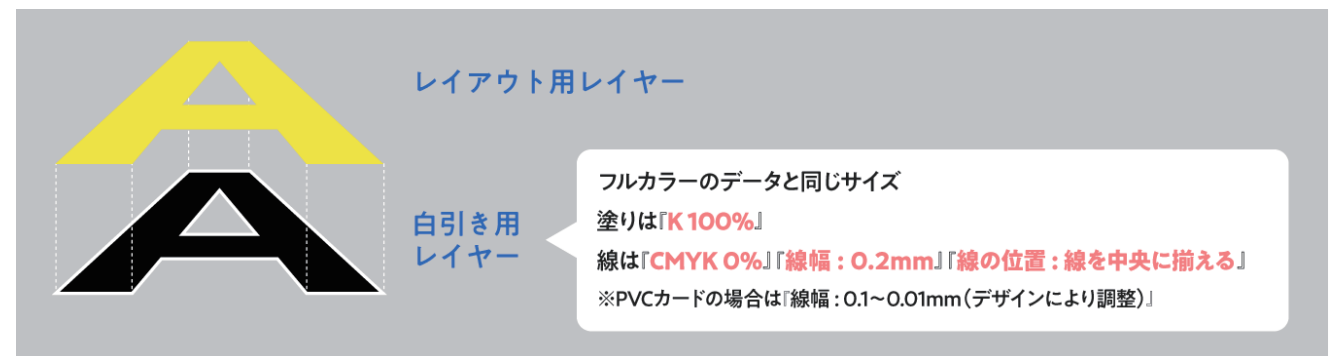 レイアウト用レイヤー
白引き用
レイヤー
フルカラーのデータと同じサイズ
塗りは『K 100%』
線は『CMYK 0%』『線幅：0.2mm』『線の位置：線を中央に揃える』
※PVCカードの場合は『線幅：0.1~0.01mm（デザインにより調整）』